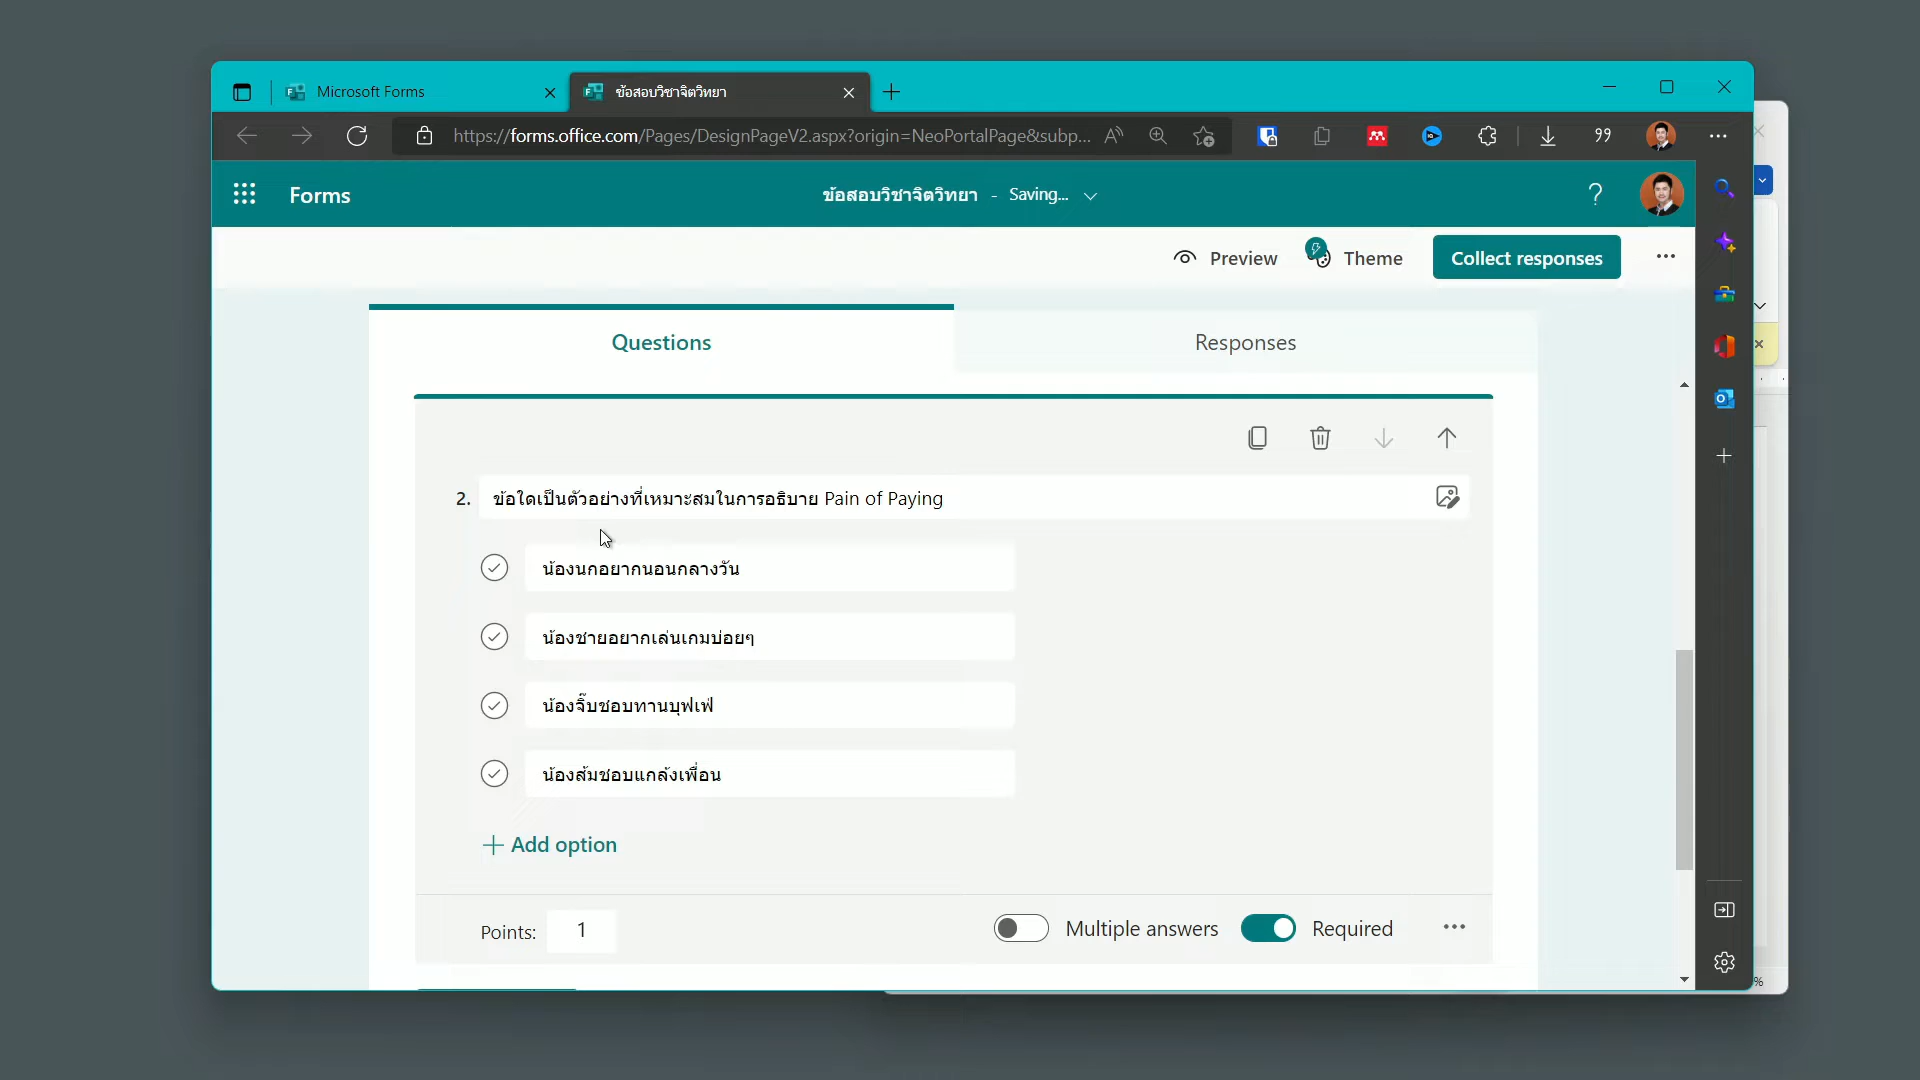 Microsoft Forms
ข้อสอบวิชาจิตวิทยา
https://forms.office.com/Pages/DesignPageV2.aspx?origin=NeoPortalPage&subp...
Forms
ข้อสอบวิชาจิตวิทยา - Saving...
Preview
Theme
Collect responses
Questions
Responses
2. ข้อใดเป็นตัวอย่างที่เหมาะสมในการอธิบาย Pain of Paying
น้องนกอยากนอนกลางวัน
น้องชายอยากเล่นเกมบ่อยๆ
น้องจิ๊บชอบทานบุฟเฟ่
น้องส้มชอบแกล้งเพื่อน
+ Add option
Points: 1
Multiple answers
Required
%